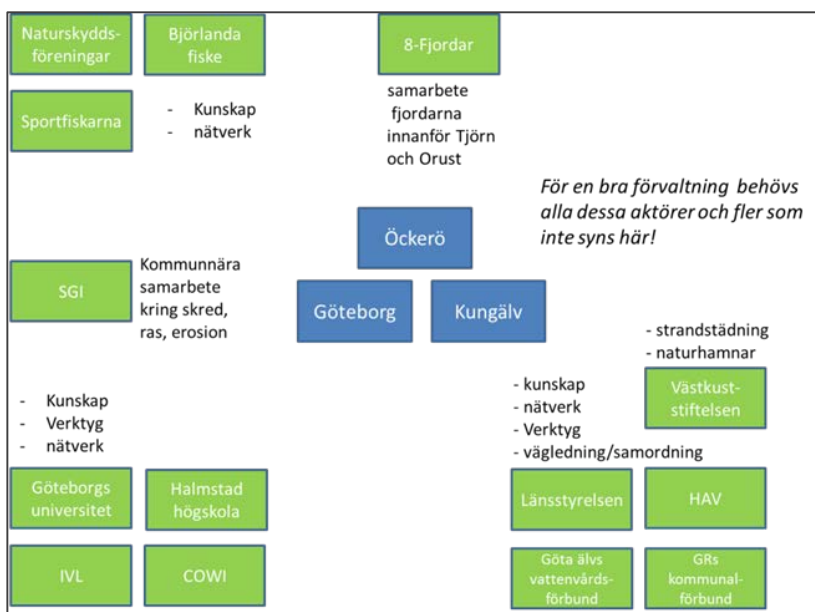 Naturskydds-
föreningar
Björlanda
fiske
8-Fjordar
Sportfiskarna
- Kunskap
- nätverk
samarbete
fjordarna
innanför Tjörn
och Orust
För en bra förvaltning behövs
alla dessa aktörer och fler som
inte syns här!
Öckerö
SGI
Kommunnära
samarbete
kring skred,
ras, erosion
Göteborg
Kungälv
- strandstädning
- naturhamnar
Västkust-
stiftelsen
- Kunskap
- Verktyg
- nätverk
- kunskap
- nätverk
- Verktyg
- vägledning/samordning
Göteborgs
universitet
Halmstad
högskola
Länsstyrelsen
HAV
IVL
COWI
Göta älvs
vattenvårds-
förbund
GRs
kommunal-
förbund